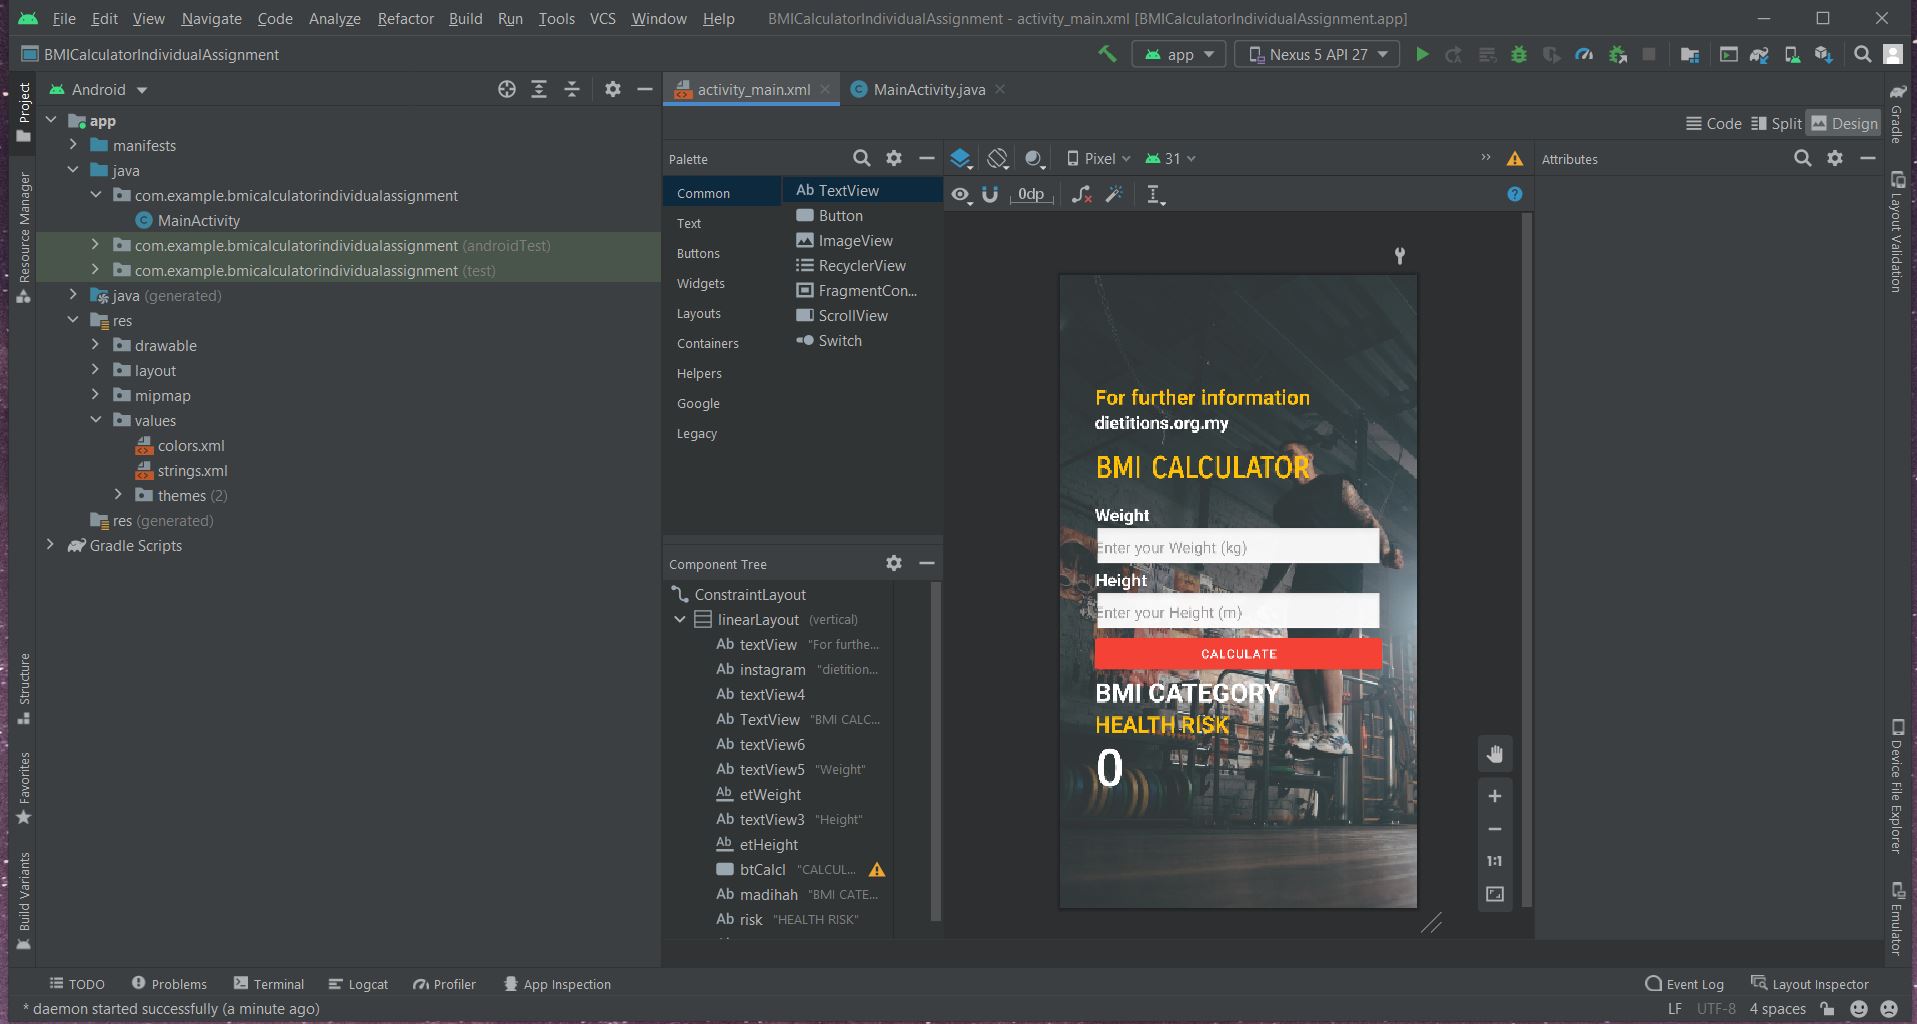 File Edit View Navigate Code Analyze Refactor Build Run Tools VCS Window Help BMICalculatorIndividualAssignment - activity_main.xml [BMICalculatorIndividualAssignment.app]
BMICalculatorIndividualAssignment
app
Nexus 5 API 27
Project
Resource Manager
Structure
Favorites
Build Variants
Android
app
manifests
java
com.example.bmicalculatorindividualassignment
MainActivity
com.example.bmicalculatorindividualassignment (androidTest)
com.example.bmicalculatorindividualassignment (test)
java (generated)
res
drawable
layout
mipmap
values
colors.xml
strings.xml
themes (2)
res (generated)
Gradle Scripts
activity_main.xml
MainActivity.java
Code
Split
Design
Palette
Common
Text
Buttons
Widgets
Layouts
Containers
Helpers
Google
Legacy
Ab TextView
Button
ImageView
RecyclerView
FragmentCon...
ScrollView
Switch
Pixel
31
0dp
Component Tree
ConstraintLayout
linearLayout (vertical)
Ab textView "For furthe...
Ab instagram "dietition...
Ab textView4
Ab TextView "BMI CALC...
Ab textView6
Ab textView5 "Weight"
Ab etWeight
Ab textView3 "Height"
Ab etHeight
btCalcl "CALCUL...
Ab madihah "BMI CATE...
Ab risk "HEALTH RISK"
For further information
dietitions.org.my
BMI CALCULATOR
Weight
Enter your Weight (kg)
Height
Enter your Height (m)
CALCULATE
BMI CATEGORY
HEALTH RISK
0
1:1
Attributes
Gradle
Layout Validation
Device File Explorer
Emulator
TODO
Problems
Terminal
Logcat
Profiler
App Inspection
Event Log
Layout Inspector
* daemon started successfully (a minute ago)
LF UTF-8 4 spaces